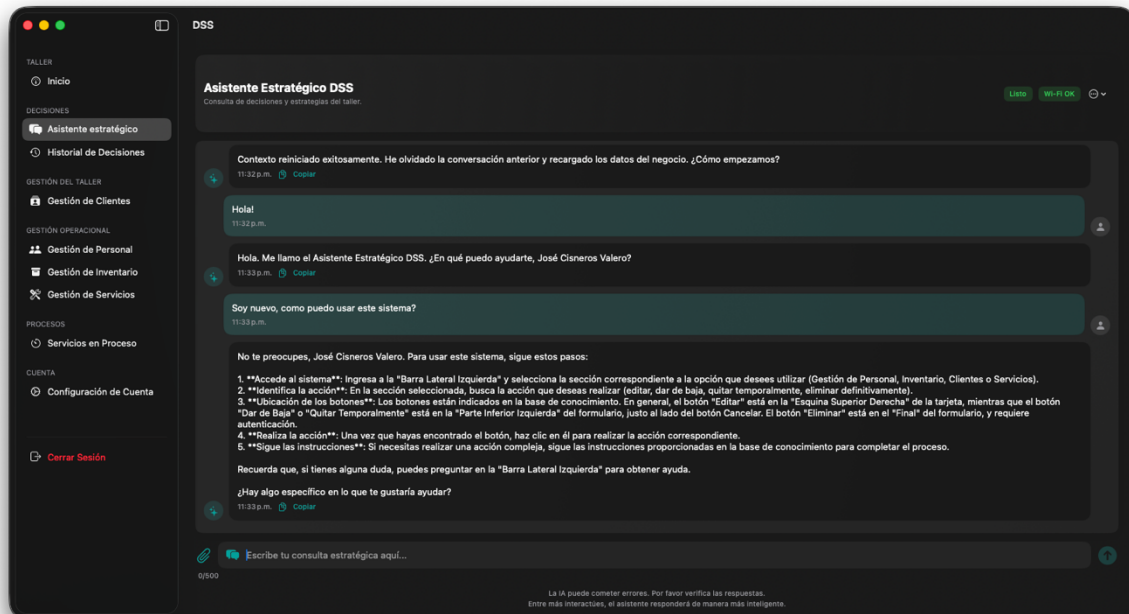 DSS
TALLER
Inicio
DECISIONES
Asistente estratégico
Historial de Decisiones
GESTIÓN DEL TALLER
Gestión de Clientes
GESTIÓN OPERACIONAL
Gestión de Personal
Gestión de Inventario
Gestión de Servicios
PROCESOS
Servicios en Proceso
CUENTA
Configuración de Cuenta
Cerrar Sesión
Asistente Estratégico DSS
Consulta de decisiones y estrategias del taller.
Listo
Wi-Fi OK
Contexto reiniciado exitosamente. He olvidado la conversación anterior y recargado los datos del negocio. ¿Cómo empezamos?
11:32 p.m. Copiar
Hola!
11:32 p.m.
Hola. Me llamo el Asistente Estratégico DSS. ¿En qué puedo ayudarte, José Cisneros Valero?
11:33 p.m. Copiar
Soy nuevo, como puedo usar este sistema?
11:33 p.m.
No te preocupes, José Cisneros Valero. Para usar este sistema, sigue estos pasos:
1. **Accede al sistema**: Ingresa a la "Barra Lateral Izquierda" y selecciona la sección correspondiente a la opción que desees utilizar (Gestión de Personal, Inventario, Clientes o Servicios).
2. **Identifica la acción**: En la sección seleccionada, busca la acción que deseas realizar (editar, dar de baja, quitar temporalmente, eliminar definitivamente).
3. **Ubicación de los botones**: Los botones están indicados en la base de conocimiento. En general, el botón "Editar" está en la "Esquina Superior Derecha" de la tarjeta, mientras que el botón
"Dar de Baja" o "Quitar Temporalmente" está en la "Parte Inferior Izquierda" del formulario, justo al lado del botón Cancelar. El botón "Eliminar" está en el "Final" del formulario, y requiere
autenticación.
4. **Realiza la acción**: Una vez que hayas encontrado el botón, haz clic en él para realizar la acción correspondiente.
5. **Sigue las instrucciones**: Si necesitas realizar una acción compleja, sigue las instrucciones proporcionadas en la base de conocimiento para completar el proceso.
Recuerda que, si tienes alguna duda, puedes preguntar en la "Barra Lateral Izquierda" para obtener ayuda.
¿Hay algo específico en lo que te gustaría ayudar?
11:33 p.m. Copiar
Escribe tu consulta estratégica aquí...
0/500
La IA puede cometer errores. Por favor verifica las respuestas.
Entre más interactúes, el asistente responderá de manera más inteligente.